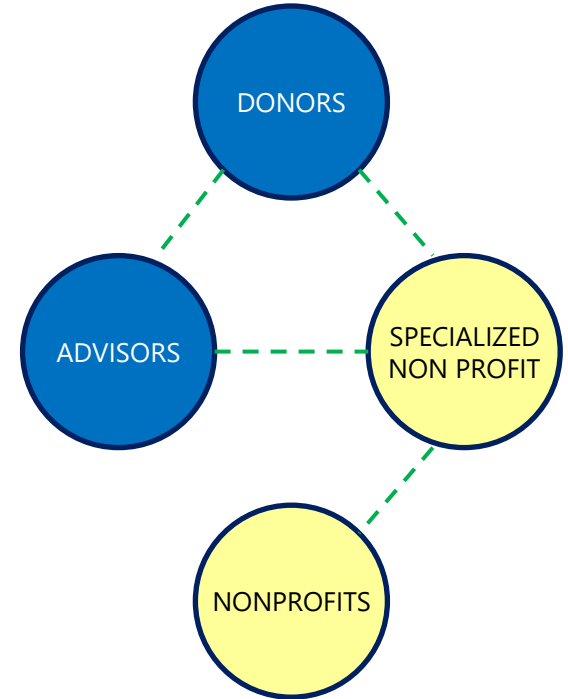 DONORS
ADVISORS
SPECIALIZED
NON PROFIT
NONPROFITS